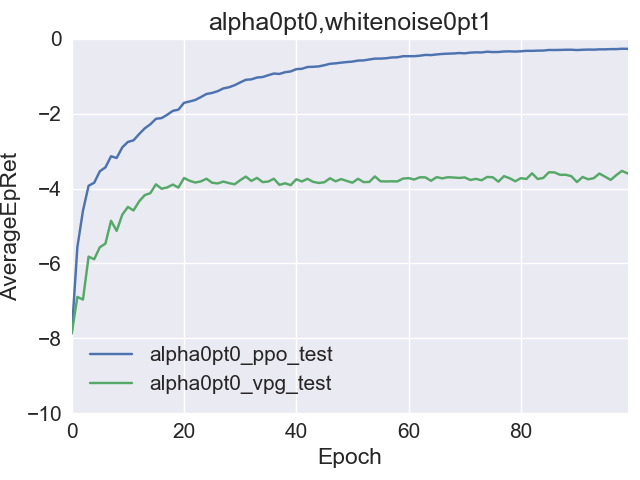 alpha0pt0,whitenoise0pt1
AverageEpRet
0
−2
−4
−6
−8
−10
alpha0pt0_ppo_test
alpha0pt0_vpg_test
0 20 40 60 80
Epoch